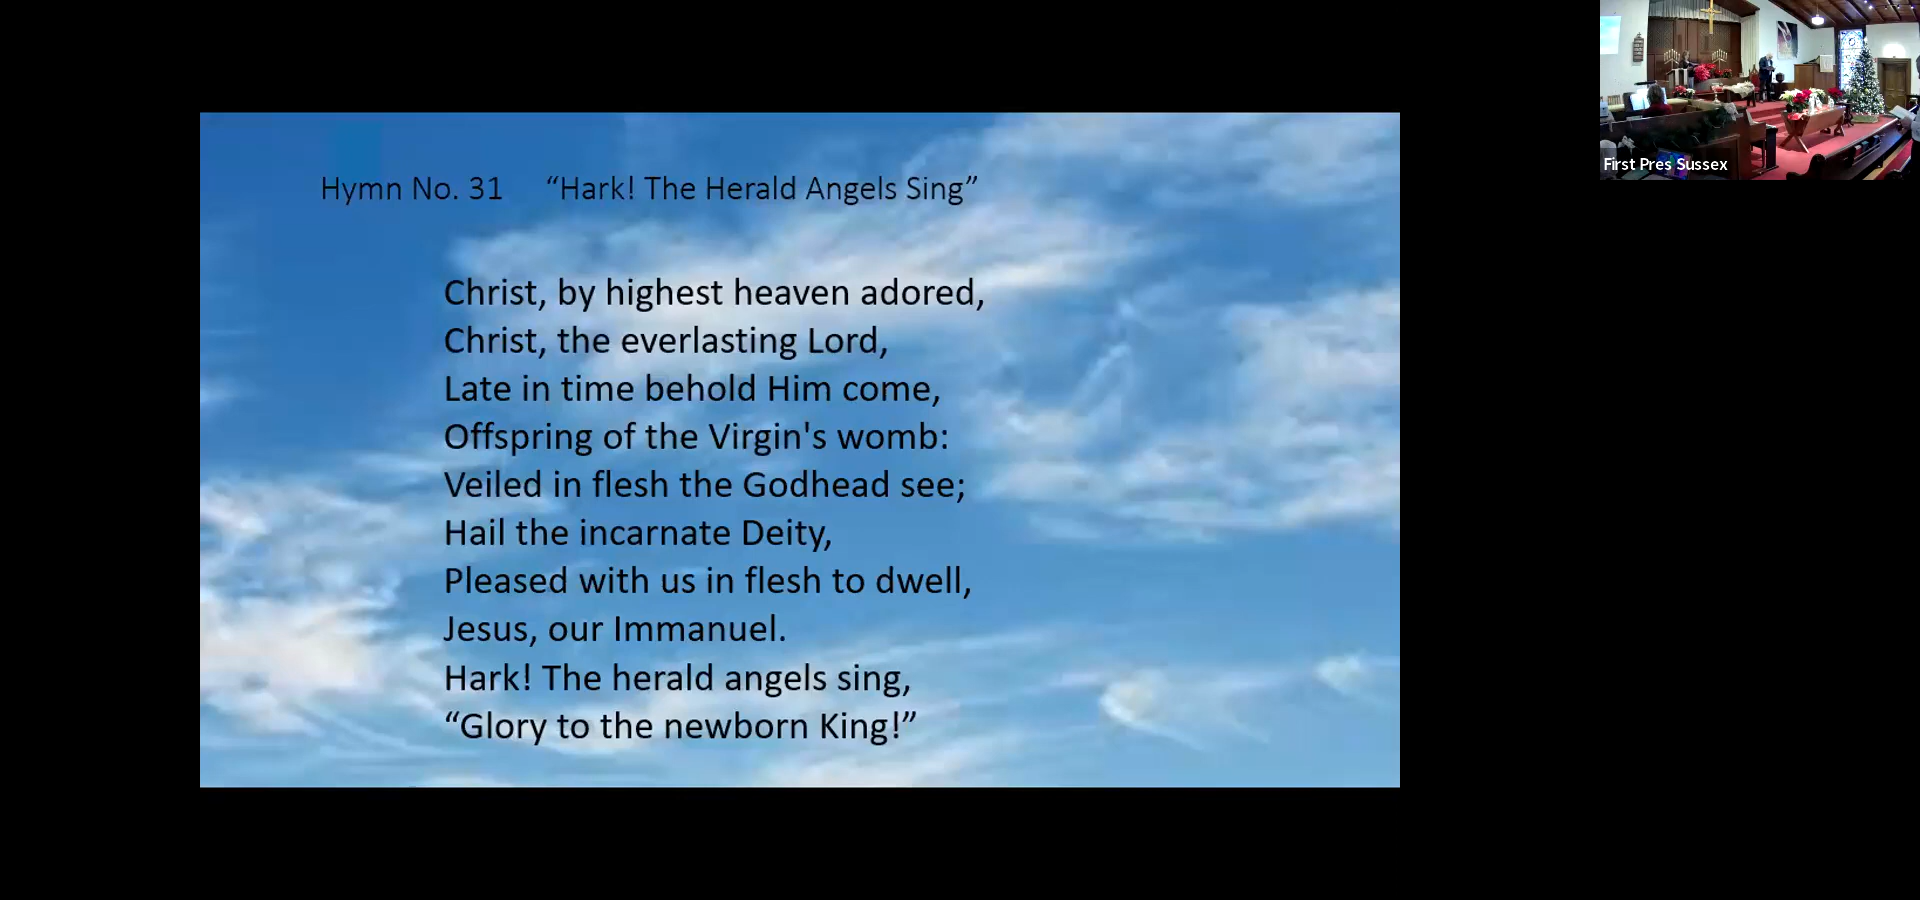 Hymn No. 31 “Hark! The Herald Angels Sing”
Christ, by highest heaven adored,
Christ, the everlasting Lord,
Late in time behold Him come,
Offspring of the Virgin's womb:
Veiled in flesh the Godhead see;
Hail the incarnate Deity,
Pleased with us in flesh to dwell,
Jesus, our Immanuel.
Hark! The herald angels sing,
“Glory to the newborn King!”
First Pres Sussex